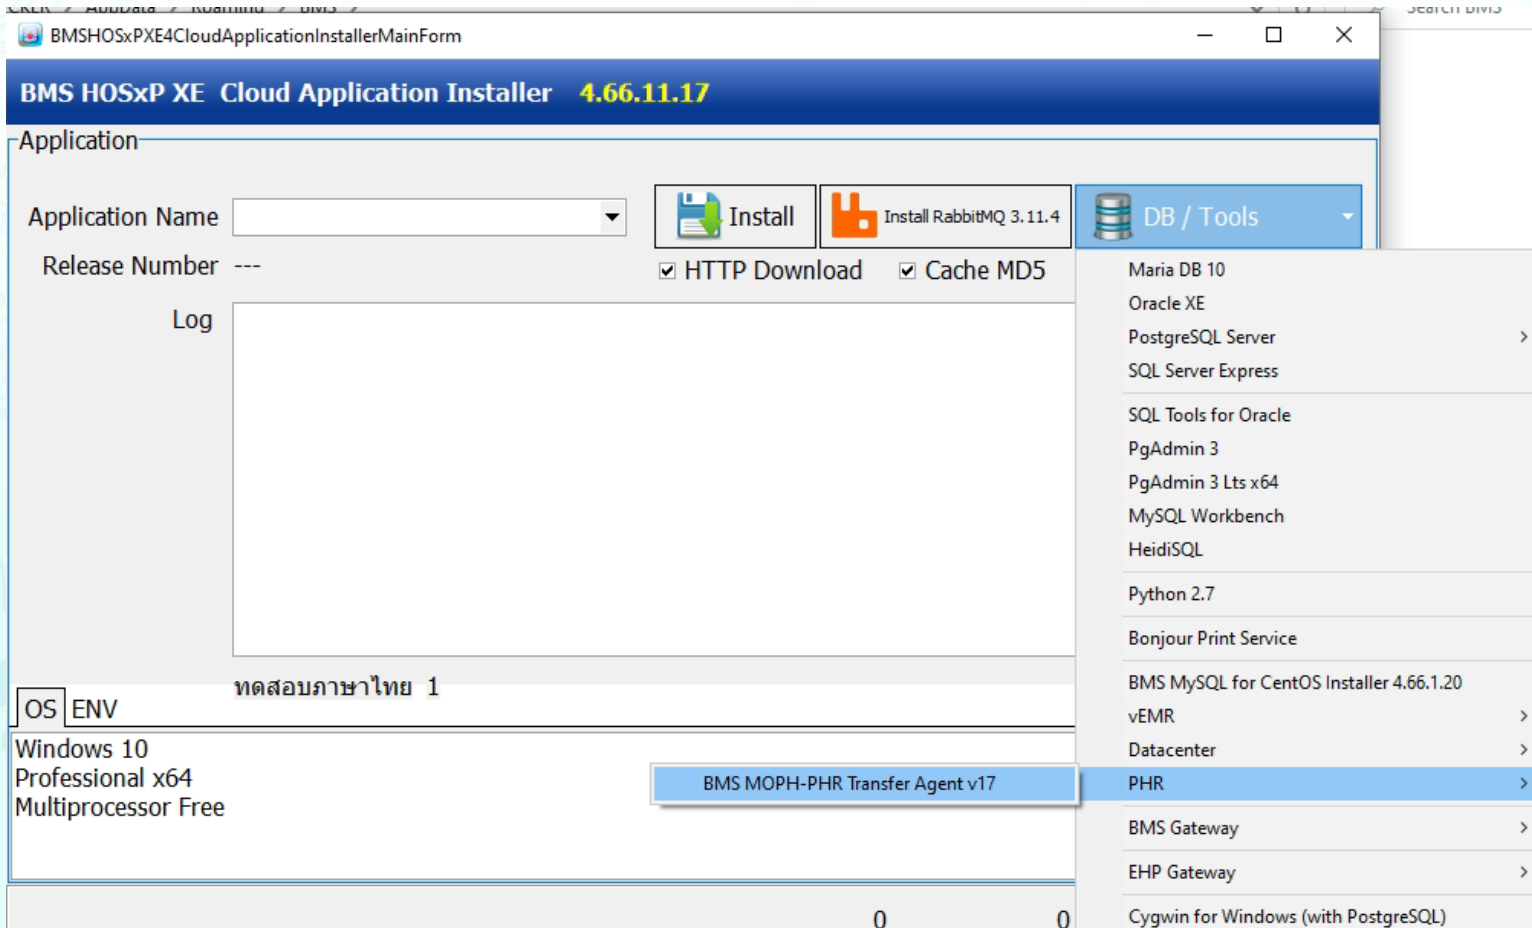 AppData > Roaming > BMS >
Search BMS
BMSHOSxPXE4CloudApplicationInstallerMainForm
BMS HOSxP XE Cloud Application Installer 4.66.11.17
Application
Application Name
Install
Install RabbitMQ 3.11.4
DB / Tools
Release Number ---
HTTP Download
Cache MD5
Log
Maria DB 10
Oracle XE
PostgreSQL Server >
SQL Server Express
SQL Tools for Oracle
PgAdmin 3
PgAdmin 3 Lts x64
MySQL Workbench
HeidiSQL
Python 2.7
Bonjour Print Service
BMS MySQL for CentOS Installer 4.66.1.20
vEMR >
Datacenter >
PHR >
BMS MOPH-PHR Transfer Agent v17
BMS Gateway >
EHP Gateway >
Cygwin for Windows (with PostgreSQL)
ทดสอบภาษาไทย 1
OS ENV
Windows 10
Professional x64
Multiprocessor Free
0 0